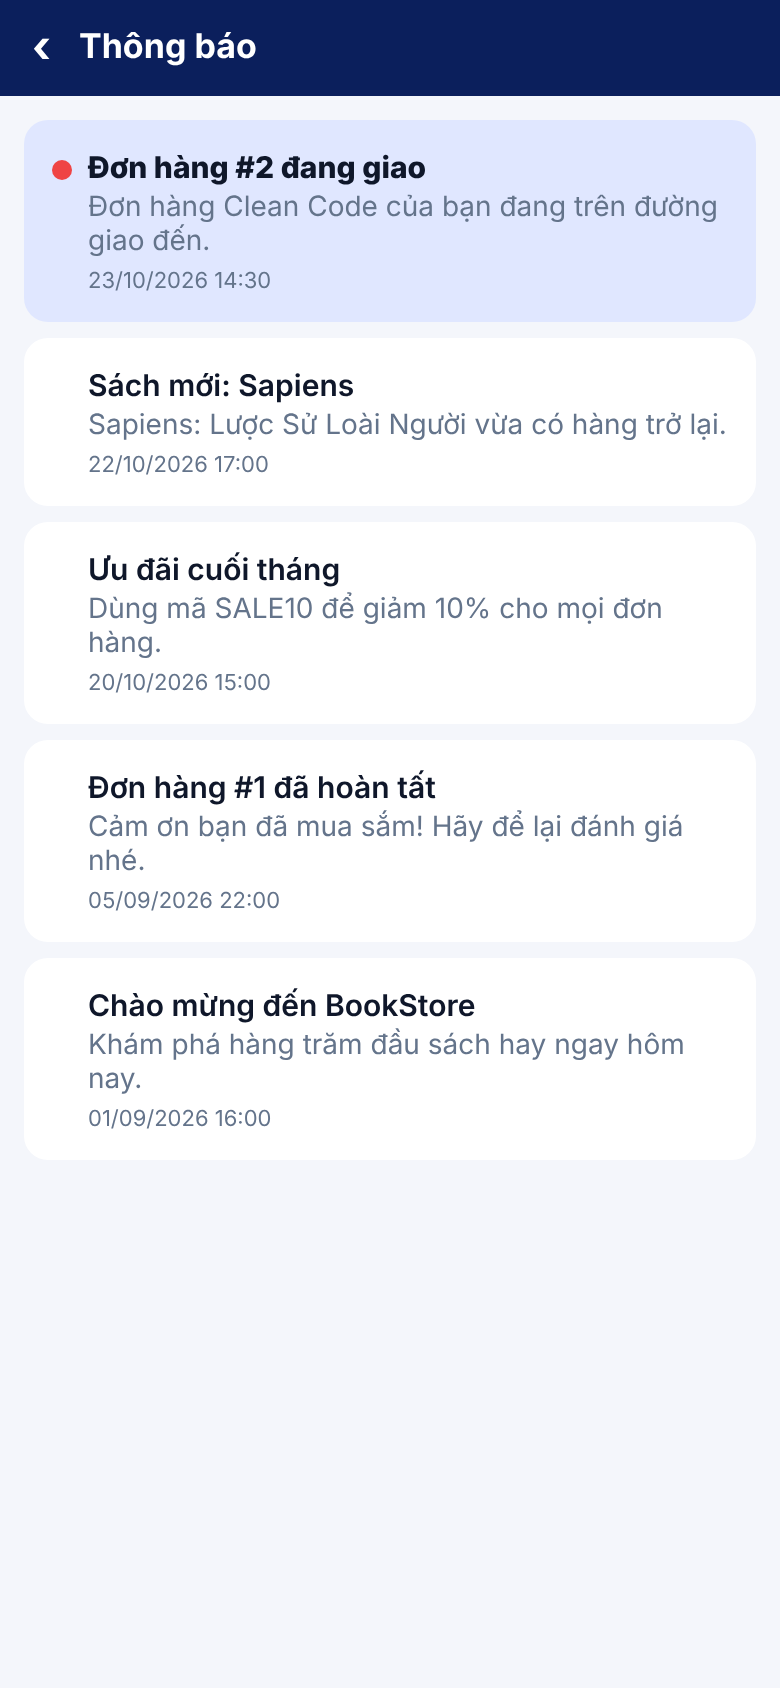 ‹ Thông báo
Đơn hàng #2 đang giao
Đơn hàng Clean Code của bạn đang trên đường
giao đến.
23/10/2026 14:30
Sách mới: Sapiens
Sapiens: Lược Sử Loài Người vừa có hàng trở lại.
22/10/2026 17:00
Ưu đãi cuối tháng
Dùng mã SALE10 để giảm 10% cho mọi đơn
hàng.
20/10/2026 15:00
Đơn hàng #1 đã hoàn tất
Cảm ơn bạn đã mua sắm! Hãy để lại đánh giá
nhé.
05/09/2026 22:00
Chào mừng đến BookStore
Khám phá hàng trăm đầu sách hay ngay hôm
nay.
01/09/2026 16:00